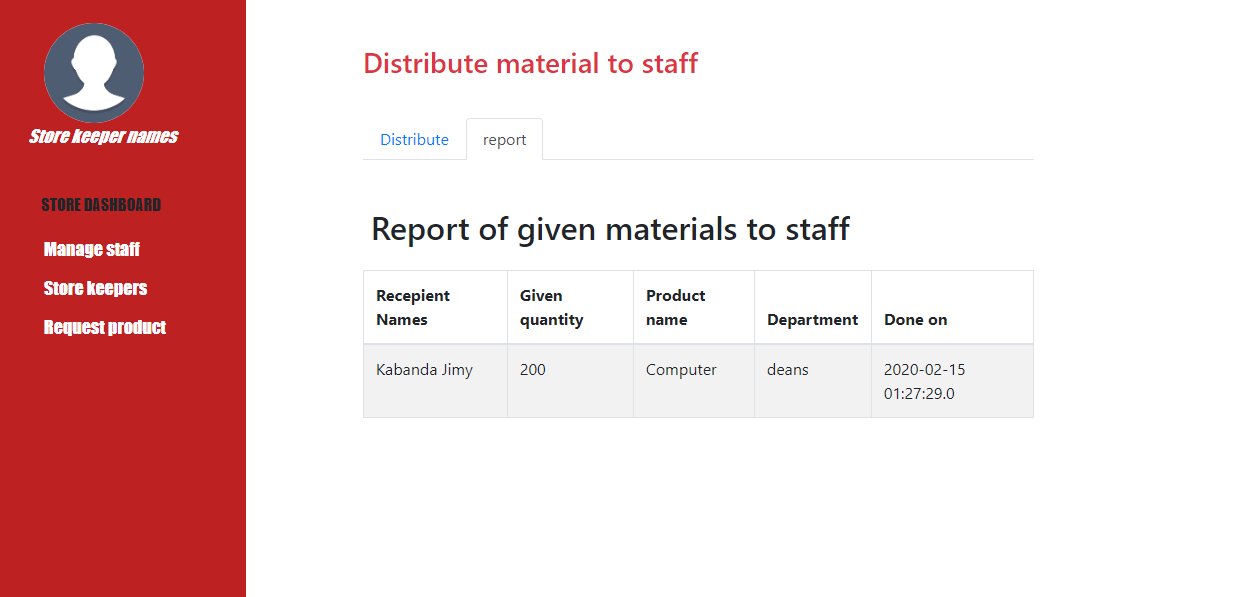 Store keeper names
STORE DASHBOARD
Manage staff
Store keepers
Request product
Distribute material to staff
Distribute report
Report of given materials to staff
Recepient Names Given quantity Product name Department Done on
Kabanda Jimy 200 Computer deans 2020-02-15 01:27:29.0